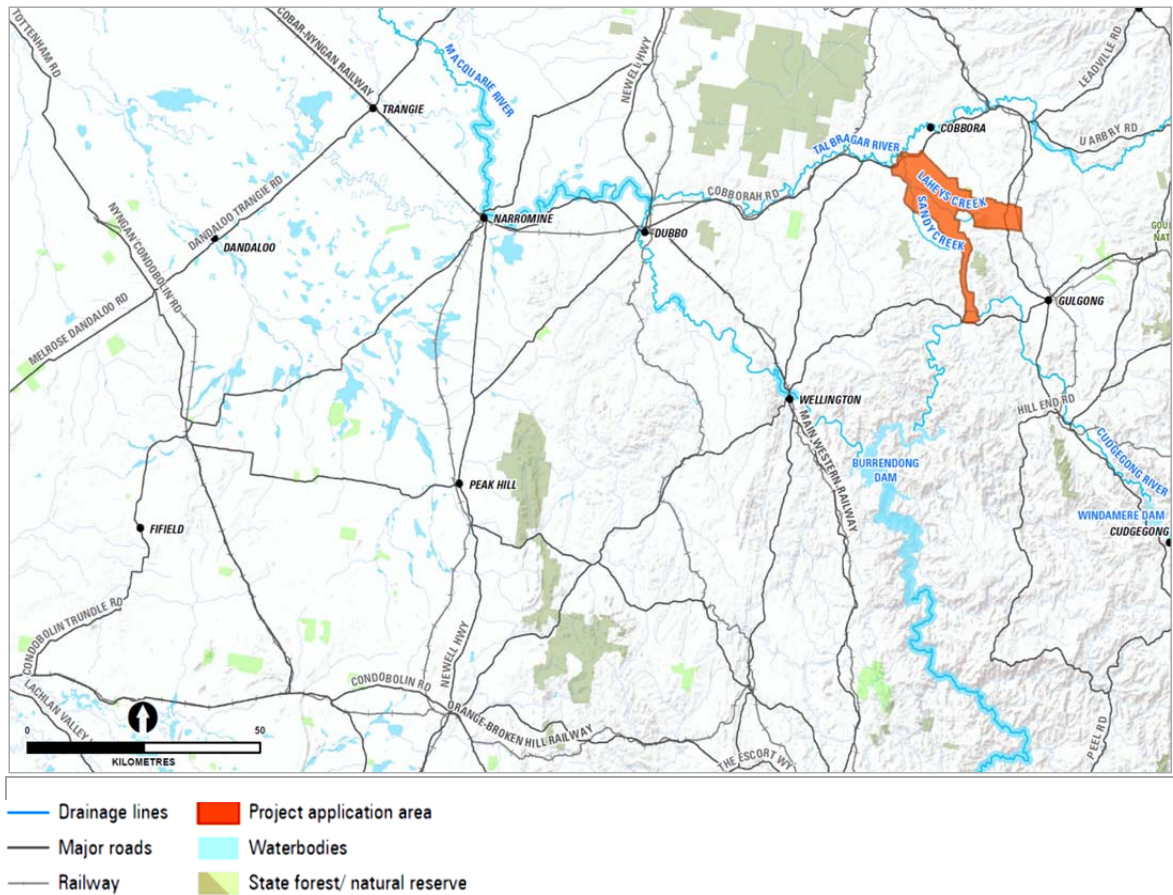 TOTTENHAM RD
COBAR-NYNGAN RAILWAY
MACQUARIE RIVER
NEWELL HWY
LEADVILLE RD
TRANGIE
COBBORA
UARBY RD
TALBRAGAR RIVER
COBBORAH RD
LAHEYS CREEK
SANDY CREEK
NYNGAN CONDOBOLIN RD
DANDALOO TRANGIE RD
NARROMINE
DUBBO
DANDALOO
GULGONG
MELROSE DANDALOO RD
WELLINGTON
HILL END RD
MAIN WESTERN RAILWAY
CUDGEGONG RIVER
BURRENDONG
DAM
PEAK HILL
WINDAMERE DAM
CUDGEGONG
FIFIELD
CONDOBOLIN TRUNDLE RD
NEWELL HWY
CONDOBOLIN RD
LACHLAN VALLEY
ORANGE-BROKEN HILL RAILWAY
THE ESCORT WY
PEEL RD
0 50
KILOMETRES
Drainage lines
Project application area
Major roads
Waterbodies
Railway
State forest/ natural reserve